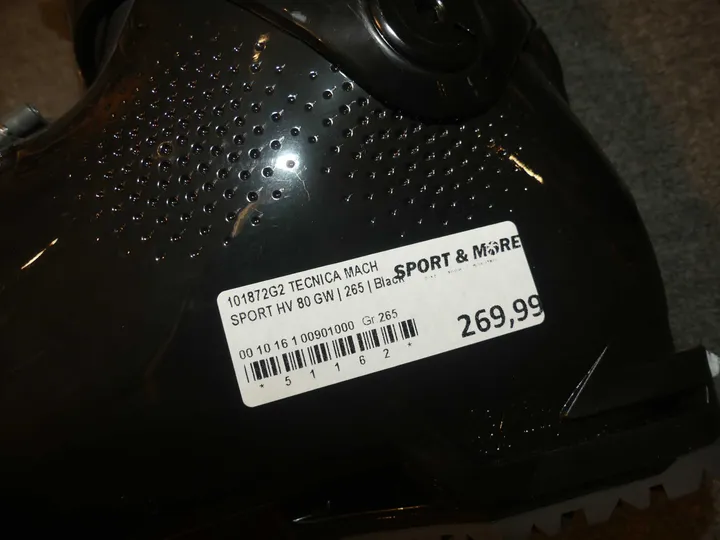 101872G2 TECNICA MACH
SPORT HV 80 GW | 265 | Black
SPORT & MORE
00 10 16 1 00901000 Gr.265
269,99
* 5 1 1 6 2 *